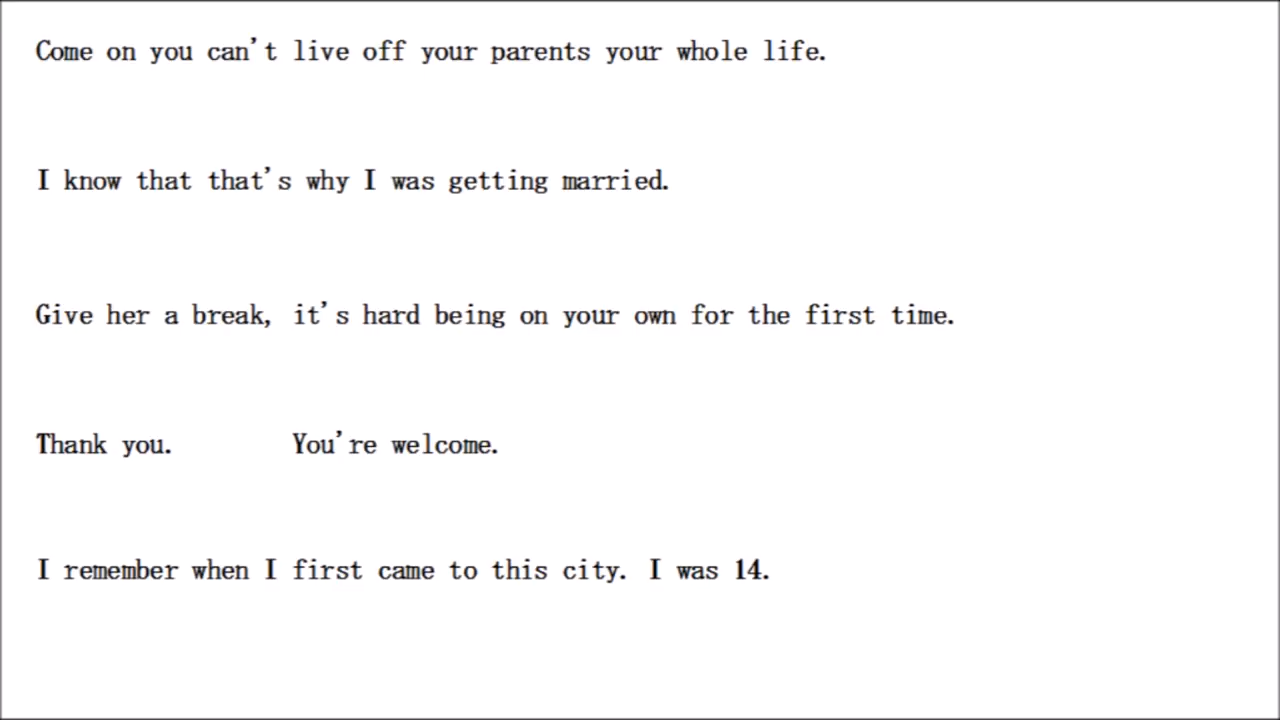 Come on you can't live off your parents your whole life.
I know that that's why I was getting married.
Give her a break, it's hard being on your own for the first time.
Thank you. You're welcome.
I remember when I first came to this city. I was 14.